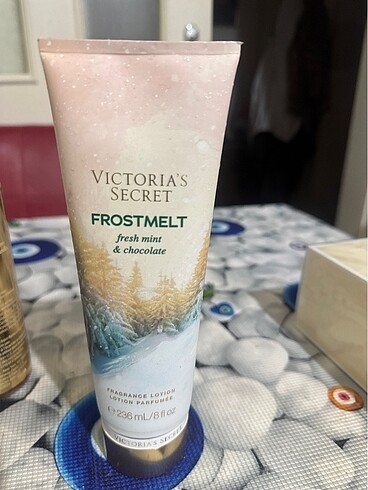 VICTORIA'S
SECRET
FROSTMELT
fresh mint
& chocolate
FRAGRANCE LOTION
LOTION PARFUMÉE
℮ 236 mL/8 fl oz
VICTORIA'S SECRET